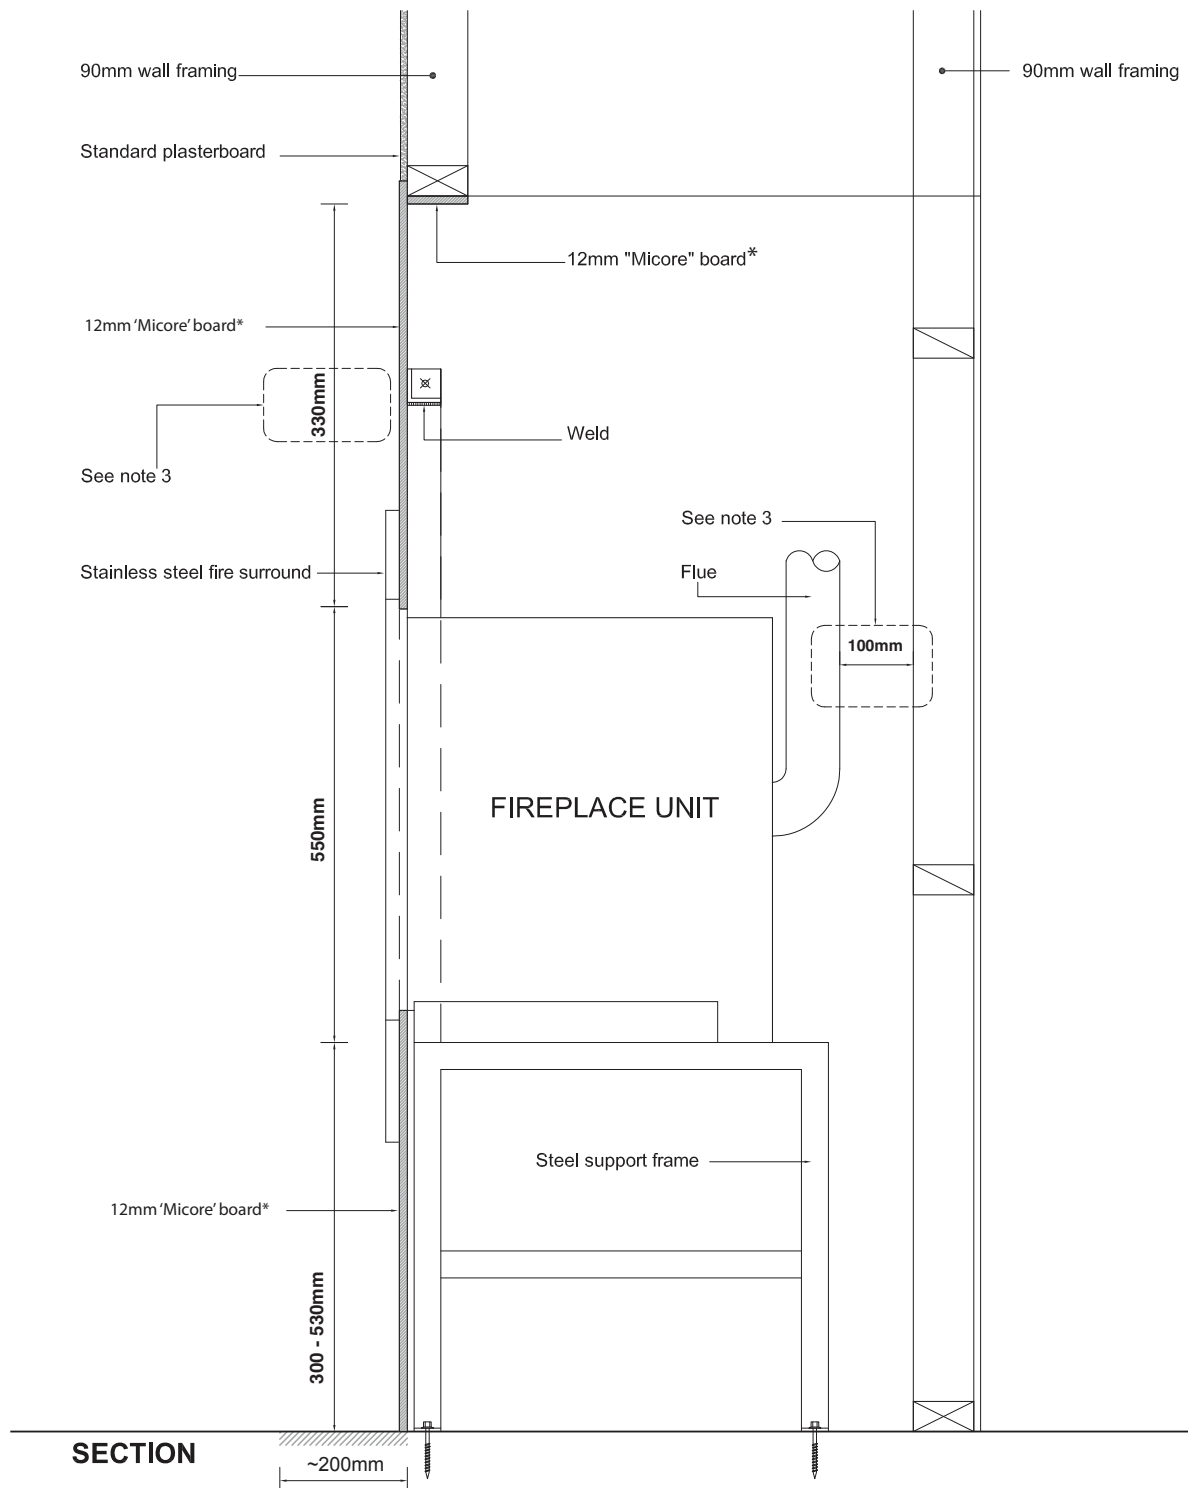 90mm wall framing
90mm wall framing
Standard plasterboard
12mm "Micore" board*
12mm ‘Micore’ board*
330mm
Weld
See note 3
See note 3
Stainless steel fire surround
Flue
100mm
FIREPLACE UNIT
550mm
Steel support frame
12mm ‘Micore’ board*
300 - 530mm
SECTION
~200mm